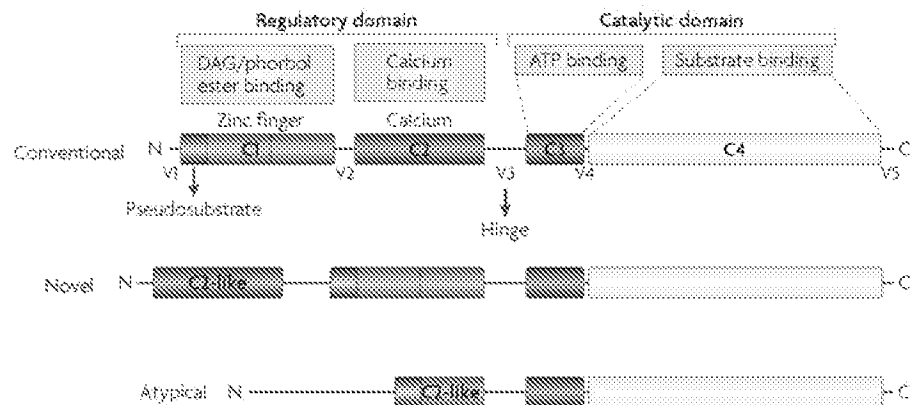 Regulatory domain Catalytic domain
DAG/phorbol ester binding
Calcium binding
ATP binding
Substrate binding
Zinc finger Calcium
Conventional N C1 C2 C3 C4 C
V1 V2 V3 V4 V5
Pseudosubstrate
Hinge
Novel N C2-like C
Atypical N C2-like C